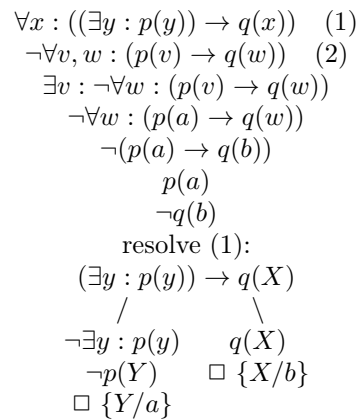 ∀x : ((∃y : p(y)) → q(x)) (1)
¬∀v, w : (p(v) → q(w)) (2)
∃v : ¬∀w : (p(v) → q(w))
¬∀w : (p(a) → q(w))
¬(p(a) → q(b))
p(a)
¬q(b)
resolve (1):
(∃y : p(y)) → q(X)
/ \
¬∃y : p(y) q(X)
¬p(Y) □ {X/b}
□ {Y/a}